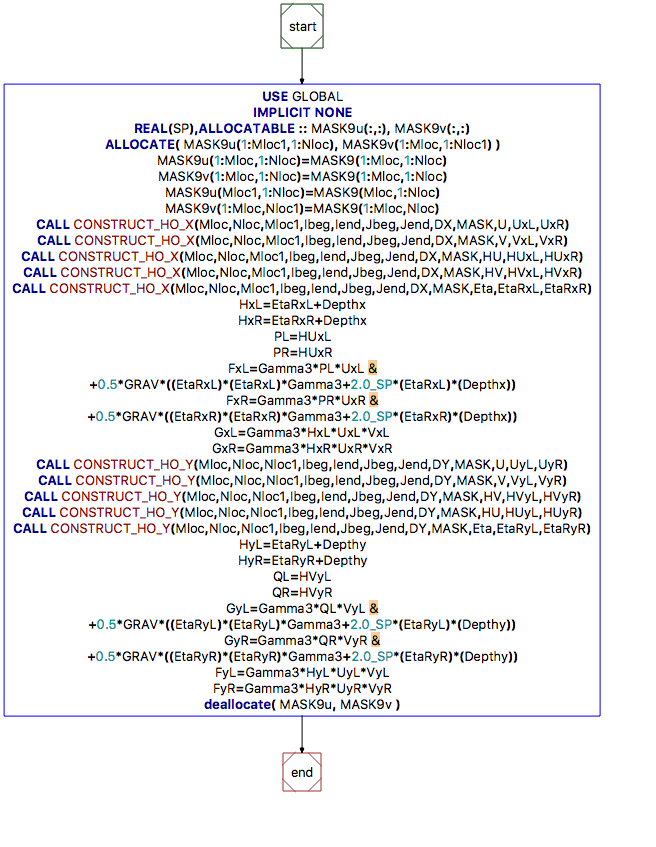 start
USE GLOBAL
IMPLICIT NONE
REAL(SP),ALLOCATABLE :: MASK9u(:,:), MASK9v(:,:)
ALLOCATE( MASK9u(1:Mloc1,1:Nloc), MASK9v(1:Mloc,1:Nloc1) )
MASK9u(1:Mloc,1:Nloc)=MASK9(1:Mloc,1:Nloc)
MASK9v(1:Mloc,1:Nloc)=MASK9(1:Mloc,1:Nloc)
MASK9u(Mloc1,1:Nloc)=MASK9(Mloc,1:Nloc)
MASK9v(1:Mloc,Nloc1)=MASK9(1:Mloc,Nloc)
CALL CONSTRUCT_HO_X(Mloc,Nloc,Mloc1,Ibeg,Iend,Jbeg,Jend,DX,MASK,U,UxL,UxR)
CALL CONSTRUCT_HO_X(Mloc,Nloc,Mloc1,Ibeg,Iend,Jbeg,Jend,DX,MASK,V,VxL,VxR)
CALL CONSTRUCT_HO_X(Mloc,Nloc,Mloc1,Ibeg,Iend,Jbeg,Jend,DX,MASK,HU,HUxL,HUxR)
CALL CONSTRUCT_HO_X(Mloc,Nloc,Mloc1,Ibeg,Iend,Jbeg,Jend,DX,MASK,HV,HVxL,HVxR)
CALL CONSTRUCT_HO_X(Mloc,Nloc,Mloc1,Ibeg,Iend,Jbeg,Jend,DX,MASK,Eta,EtaRxL,EtaRxR)
HxL=EtaRxL+Depthx
HxR=EtaRxR+Depthx
PL=HUxL
PR=HUxR
FxL=Gamma3*PL*UxL &
+0.5*GRAV*((EtaRxL)*(EtaRxL)*Gamma3+2.0_SP*(EtaRxL)*(Depthx))
FxR=Gamma3*PR*UxR &
+0.5*GRAV*((EtaRxR)*(EtaRxR)*Gamma3+2.0_SP*(EtaRxR)*(Depthx))
GxL=Gamma3*HxL*UxL*VxL
GxR=Gamma3*HxR*UxR*VxR
CALL CONSTRUCT_HO_Y(Mloc,Nloc,Nloc1,Ibeg,Iend,Jbeg,Jend,DY,MASK,U,UyL,UyR)
CALL CONSTRUCT_HO_Y(Mloc,Nloc,Nloc1,Ibeg,Iend,Jbeg,Jend,DY,MASK,V,VyL,VyR)
CALL CONSTRUCT_HO_Y(Mloc,Nloc,Nloc1,Ibeg,Iend,Jbeg,Jend,DY,MASK,HV,HVyL,HVyR)
CALL CONSTRUCT_HO_Y(Mloc,Nloc,Nloc1,Ibeg,Iend,Jbeg,Jend,DY,MASK,HU,HUyL,HUyR)
CALL CONSTRUCT_HO_Y(Mloc,Nloc,Nloc1,Ibeg,Iend,Jbeg,Jend,DY,MASK,Eta,EtaRyL,EtaRyR)
HyL=EtaRyL+Depthy
HyR=EtaRyR+Depthy
QL=HVyL
QR=HVyR
GyL=Gamma3*QL*VyL &
+0.5*GRAV*((EtaRyL)*(EtaRyL)*Gamma3+2.0_SP*(EtaRyL)*(Depthy))
GyR=Gamma3*QR*VyR &
+0.5*GRAV*((EtaRyR)*(EtaRyR)*Gamma3+2.0_SP*(EtaRyR)*(Depthy))
FyL=Gamma3*HyL*UyL*VyL
FyR=Gamma3*HyR*UyR*VyR
deallocate( MASK9u, MASK9v )
end